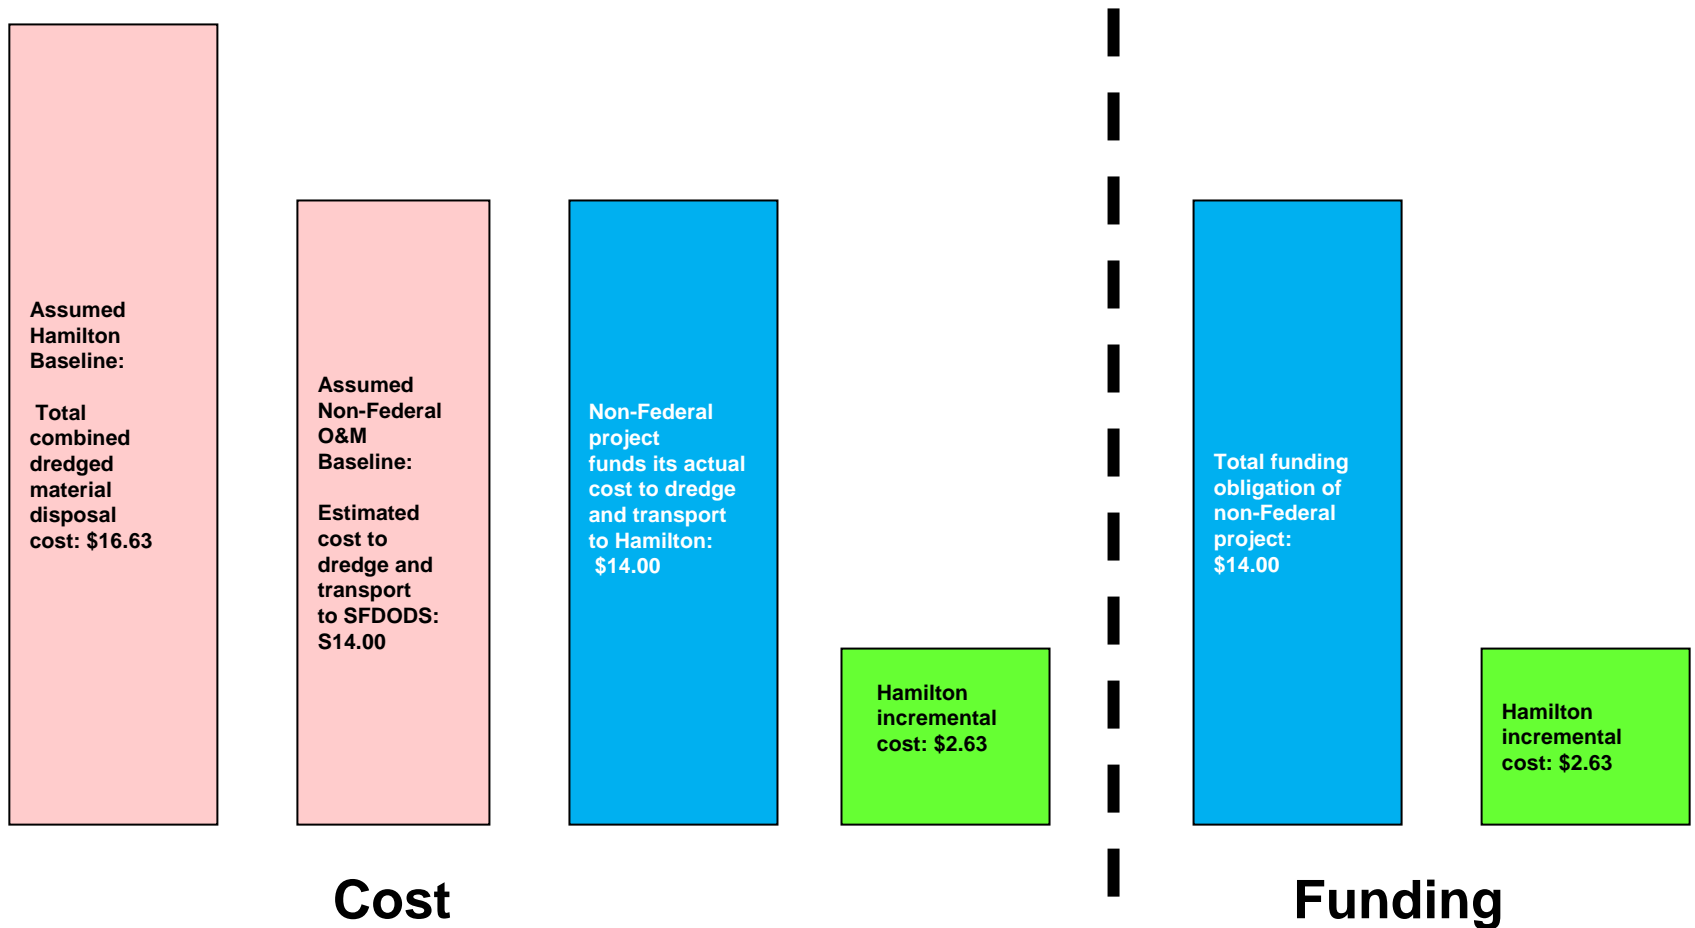 Assumed
Hamilton
Baseline:
Total
combined
dredged
material
disposal
cost: $16.63
Assumed
Non-Federal
O&M
Baseline:
Estimated
cost to
dredge and
transport
to SFDODS:
S14.00
Non-Federal
project
funds its actual
cost to dredge
and transport
to Hamilton:
$14.00
Hamilton
incremental
cost: $2.63
Total funding
obligation of
non-Federal
project:
$14.00
Hamilton
incremental
cost: $2.63
Cost
Funding